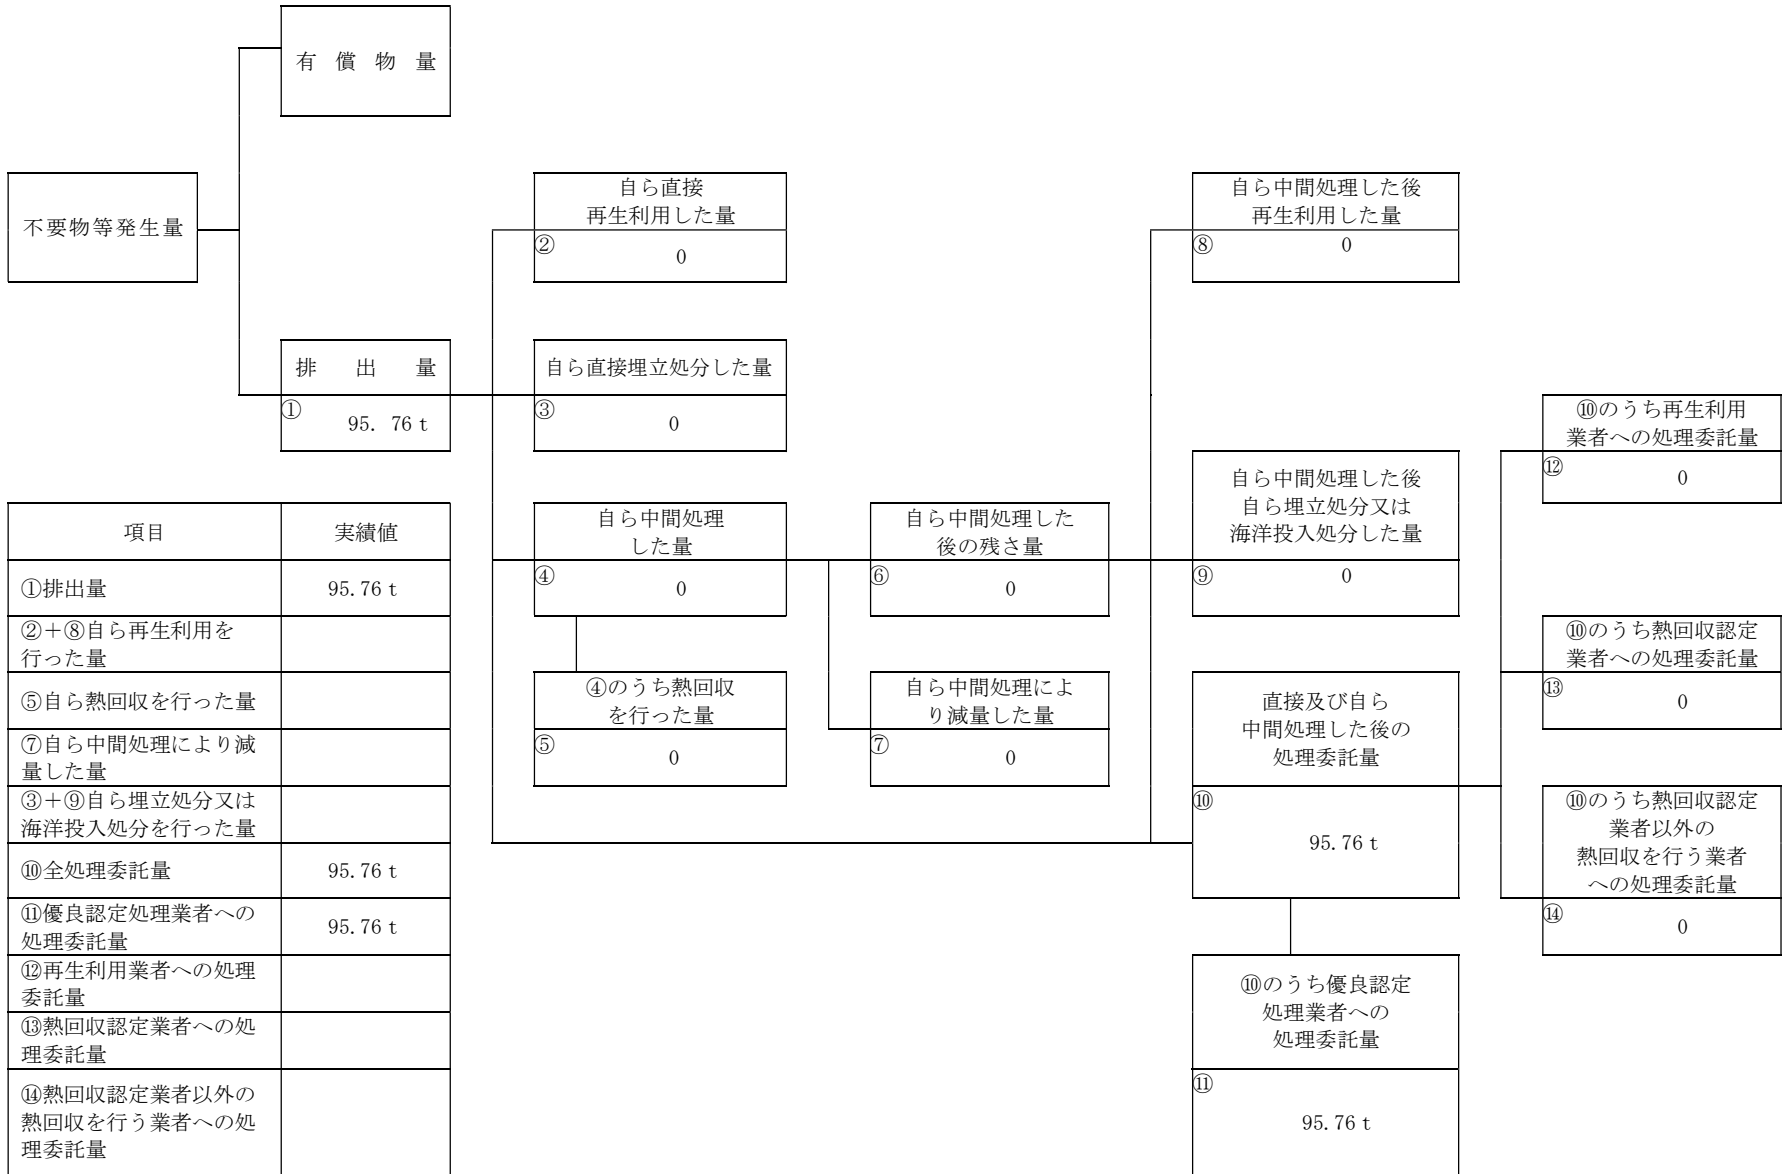 有 償 物 量
不要物等発生量
自ら直接
再生利用した量
②
0
自ら中間処理した後
再生利用した量
⑧
0
排 出 量
①
95. 76 t
自ら直接埋立処分した量
③
0
⑩のうち再生利用
業者への処理委託量
⑫
0
自ら中間処理
した量
④
0
自ら中間処理した
後の残さ量
⑥
0
自ら中間処理した後
自ら埋立処分又は
海洋投入処分した量
⑨
0
⑩のうち熱回収認定
業者への処理委託量
⑬
0
④のうち熱回収
を行った量
⑤
0
自ら中間処理によ
り減量した量
⑦
0
直接及び自ら
中間処理した後の
処理委託量
⑩
95.76 t
⑩のうち熱回収認定
業者以外の
熱回収を行う業者
への処理委託量
⑭
0
⑩のうち優良認定
処理業者への
処理委託量
⑪
95.76 t
項目 実績値
①排出量 95.76 t
②+⑧自ら再生利用を
行った量
⑤自ら熱回収を行った量
⑦自ら中間処理により減
量した量
③+⑨自ら埋立処分又は
海洋投入処分を行った量
⑩全処理委託量 95.76 t
⑪優良認定処理業者への
処理委託量 95.76 t
⑫再生利用業者への処理
委託量
⑬熱回収認定業者への処
理委託量
⑭熱回収認定業者以外の
熱回収を行う業者への処
理委託量